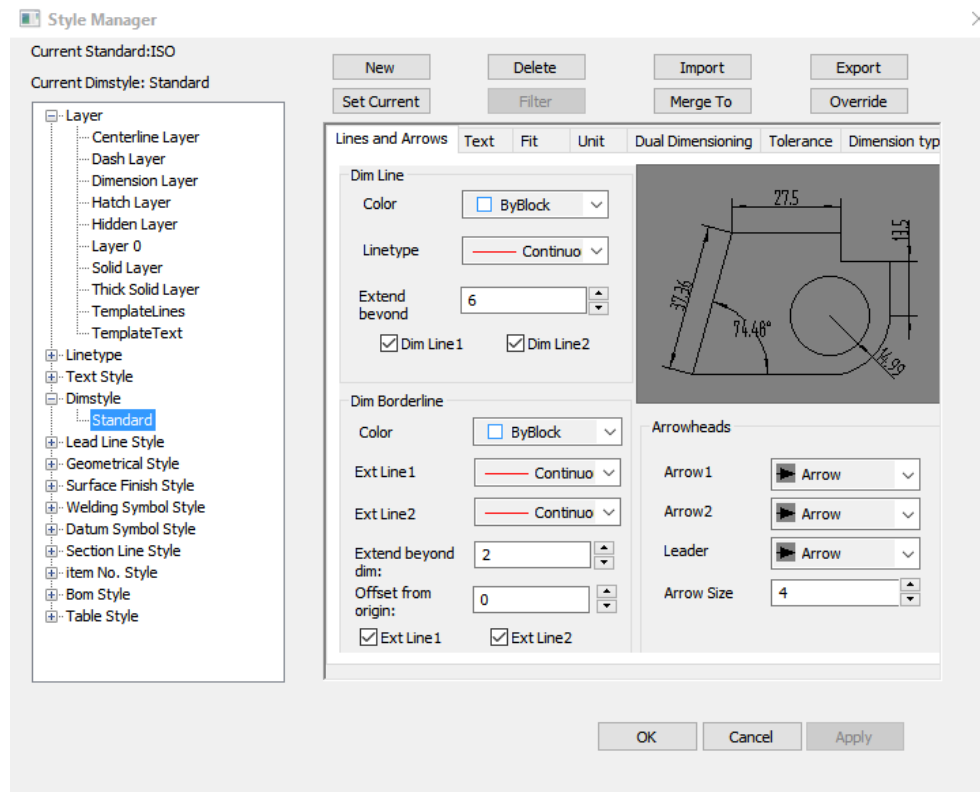 Style Manager
Current Standard:ISO
Current Dimstyle: Standard
New Delete Import Export
Set Current Filter Merge To Override
Layer
Centerline Layer
Dash Layer
Dimension Layer
Hatch Layer
Hidden Layer
Layer 0
Solid Layer
Thick Solid Layer
TemplateLines
TemplateText
Linetype
Text Style
Dimstyle
Standard
Lead Line Style
Geometrical Style
Surface Finish Style
Welding Symbol Style
Datum Symbol Style
Section Line Style
item No. Style
Bom Style
Table Style
Lines and Arrows Text Fit Unit Dual Dimensioning Tolerance Dimension typ
Dim Line
Color ByBlock
Linetype Continuo
Extend
bevond
6
Dim Line1 Dim Line2
27.5
13.5
37.36
74.48°
14.99
Dim Borderline
Color ByBlock
Ext Line1 Continuo
Ext Line2 Continuo
Extend beyond
dim:
2
Offset from
origin:
0
Ext Line1 Ext Line2
Arrowheads
Arrow1 Arrow
Arrow2 Arrow
Leader Arrow
Arrow Size 4
OK Cancel Apply